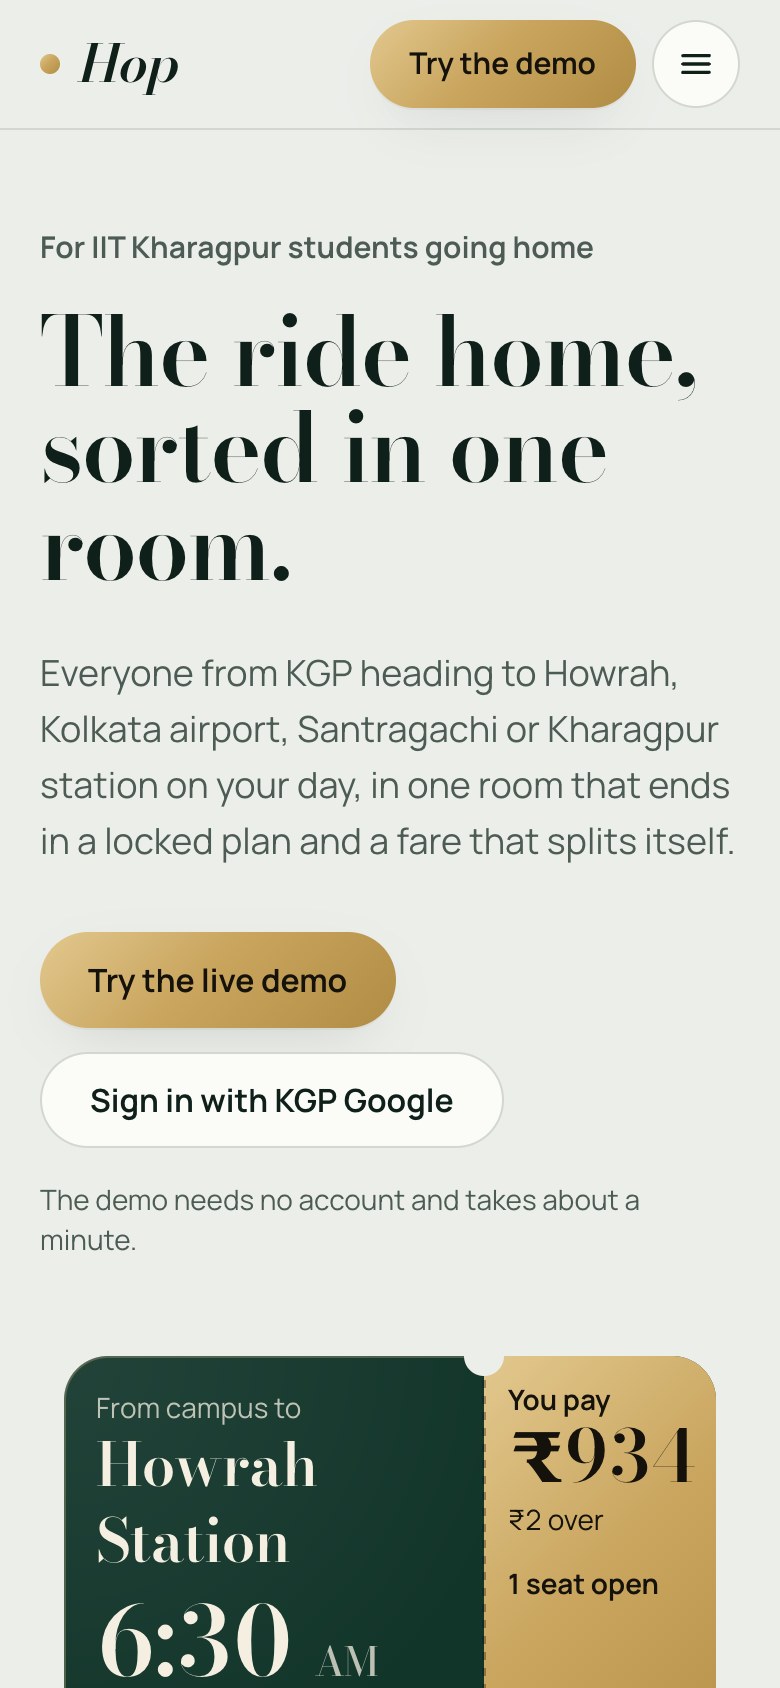 Hop
Try the demo
For IIT Kharagpur students going home
The ride home,
sorted in one
room.
Everyone from KGP heading to Howrah,
Kolkata airport, Santragachi or Kharagpur
station on your day, in one room that ends
in a locked plan and a fare that splits itself.
Try the live demo
Sign in with KGP Google
The demo needs no account and takes about a
minute.
From campus to
Howrah
Station
6:30 AM
You pay
₹934
₹2 over
1 seat open